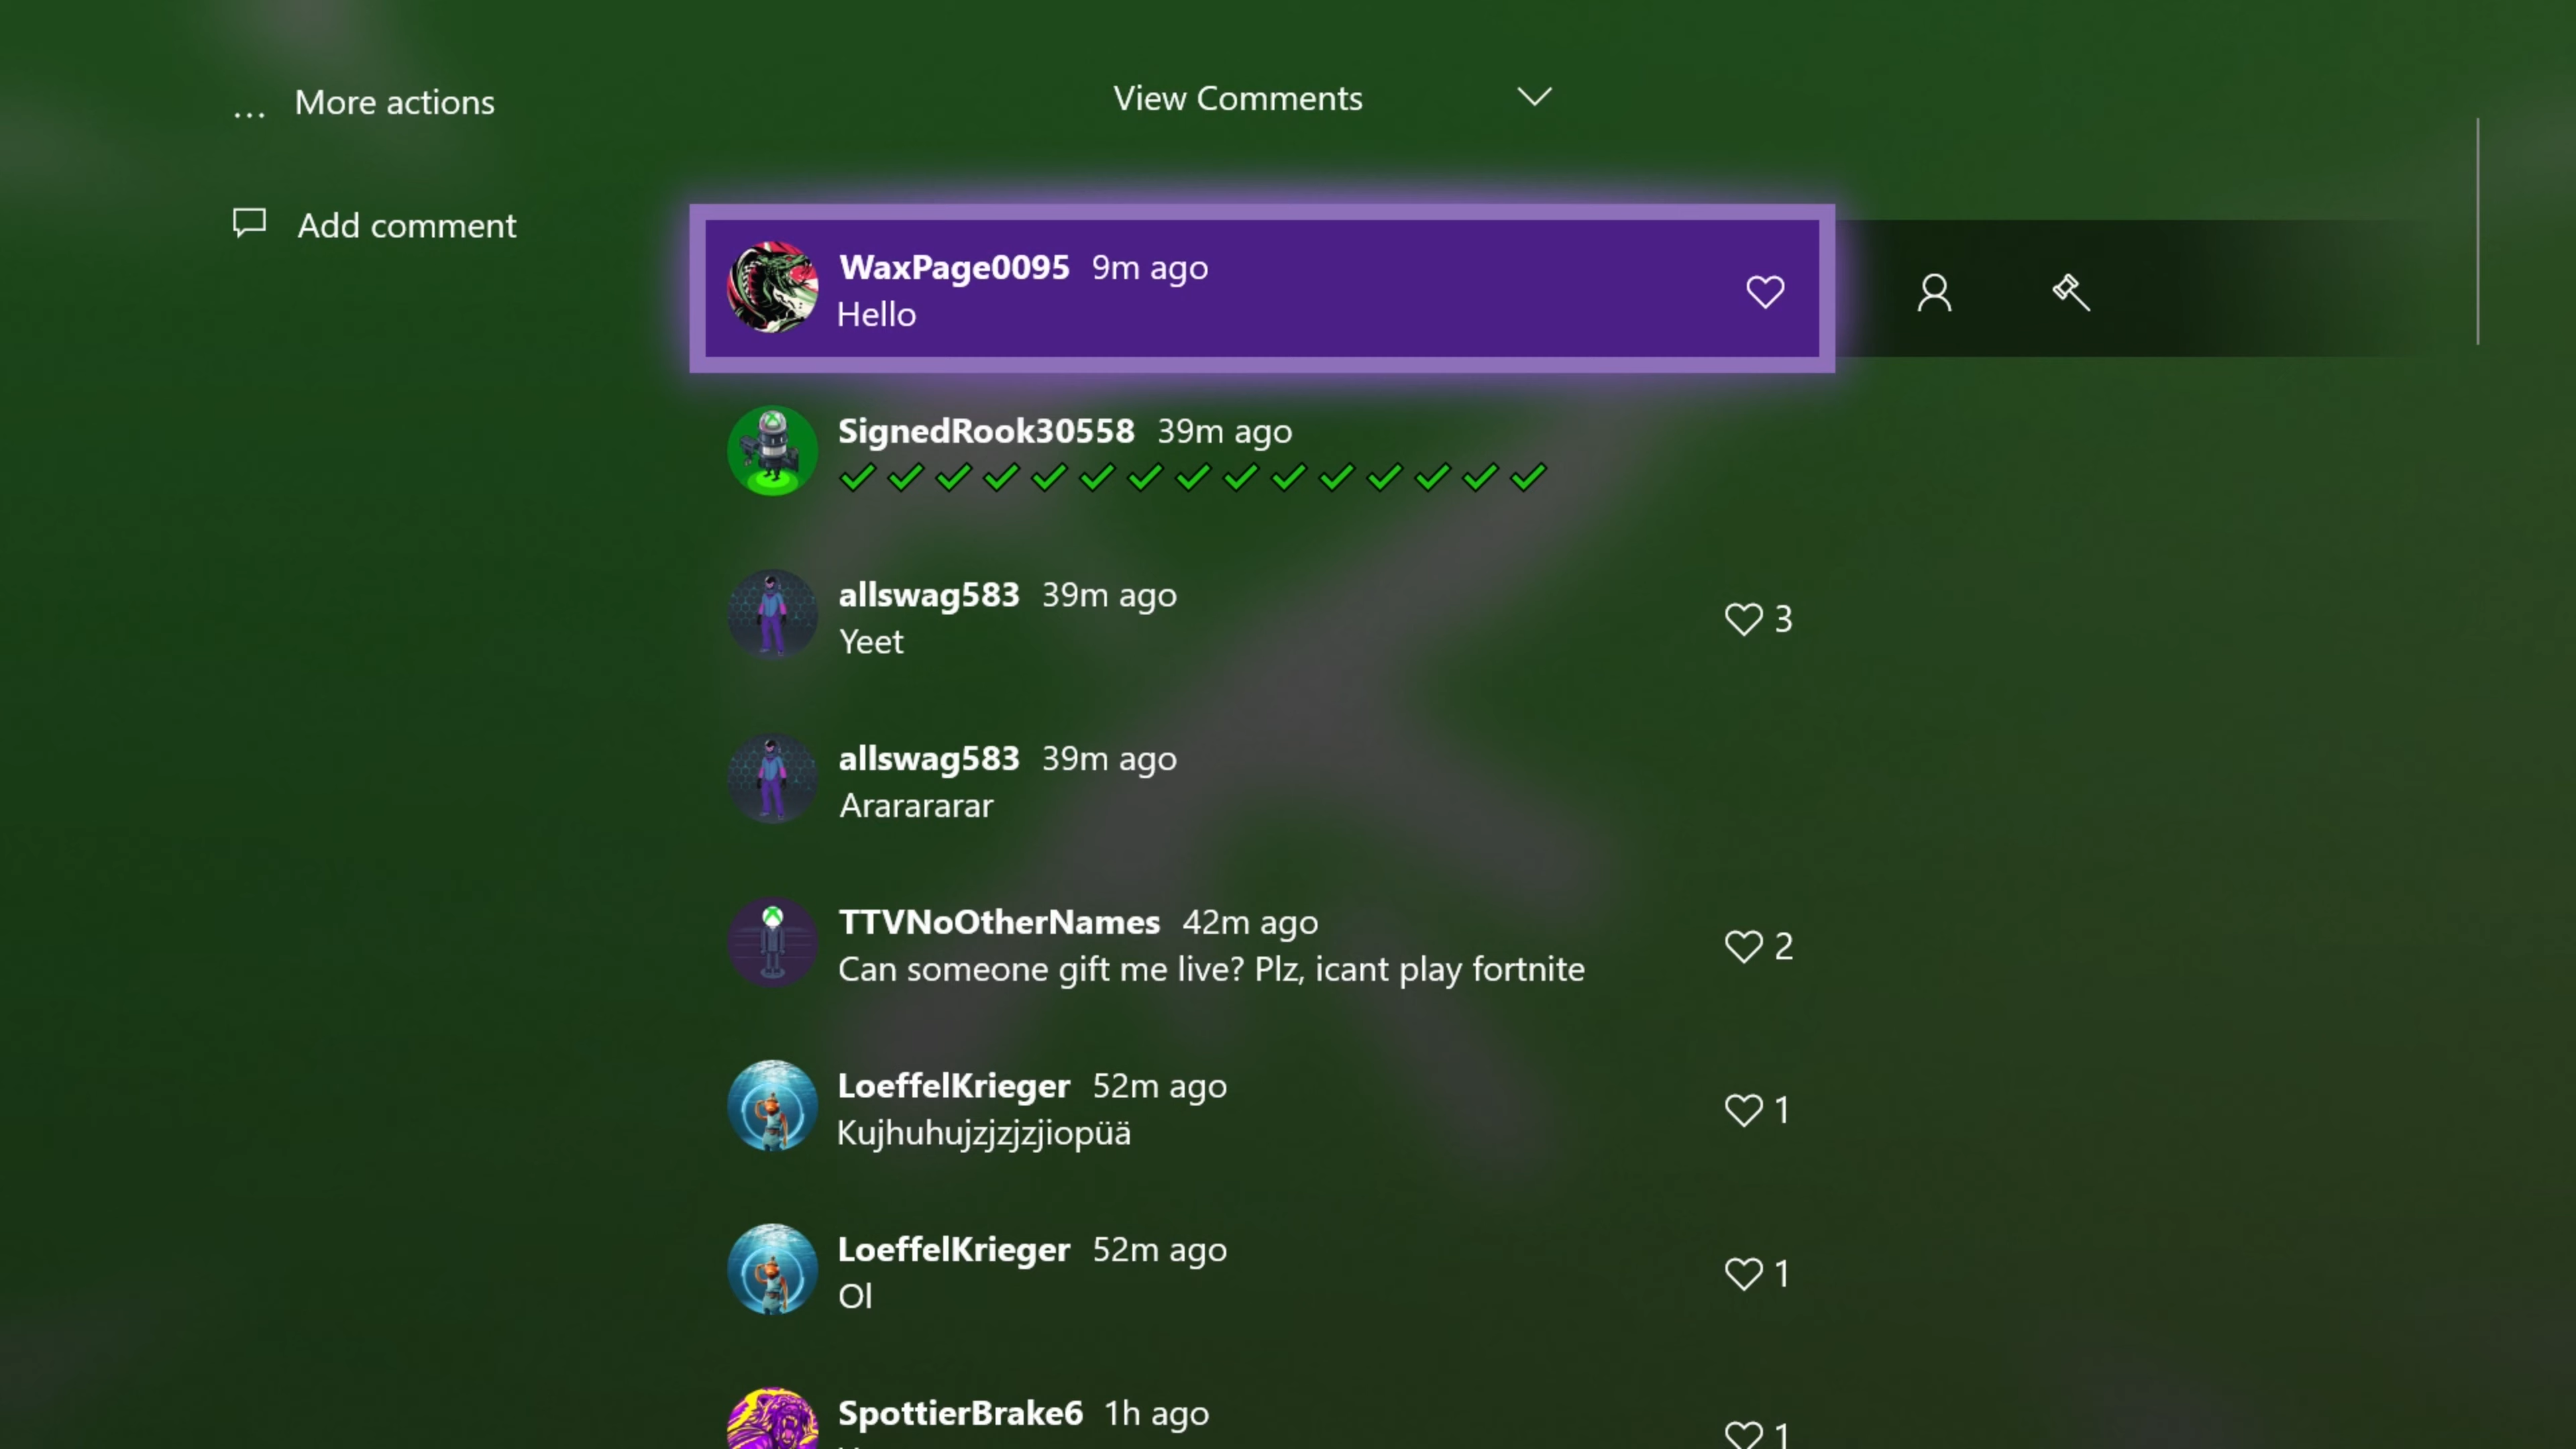 ... More actions
View Comments
Add comment
WaxPage0095 9m ago
Hello
SignedRook30558 39m ago
✓ ✓ ✓ ✓ ✓ ✓ ✓ ✓ ✓ ✓ ✓ ✓ ✓ ✓ ✓
allswag583 39m ago
Yeet
3
allswag583 39m ago
Ararararar
TTVNoOtherNames 42m ago
Can someone gift me live? Plz, icant play fortnite
2
LoeffelKrieger 52m ago
Kujhuhujzjzjzjiopüä
1
LoeffelKrieger 52m ago
Ol
1
SpottierBrake6 1h ago
1